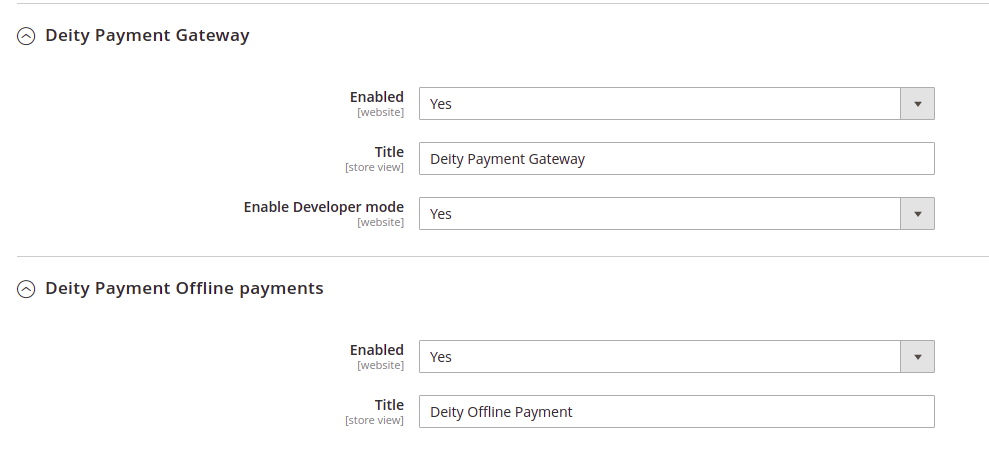 Deity Payment Gateway
Enabled
[website]
Yes
Title
[store view]
Deity Payment Gateway
Enable Developer mode
[website]
Yes
Deity Payment Offline payments
Enabled
[website]
Yes
Title
[store view]
Deity Offline Payment